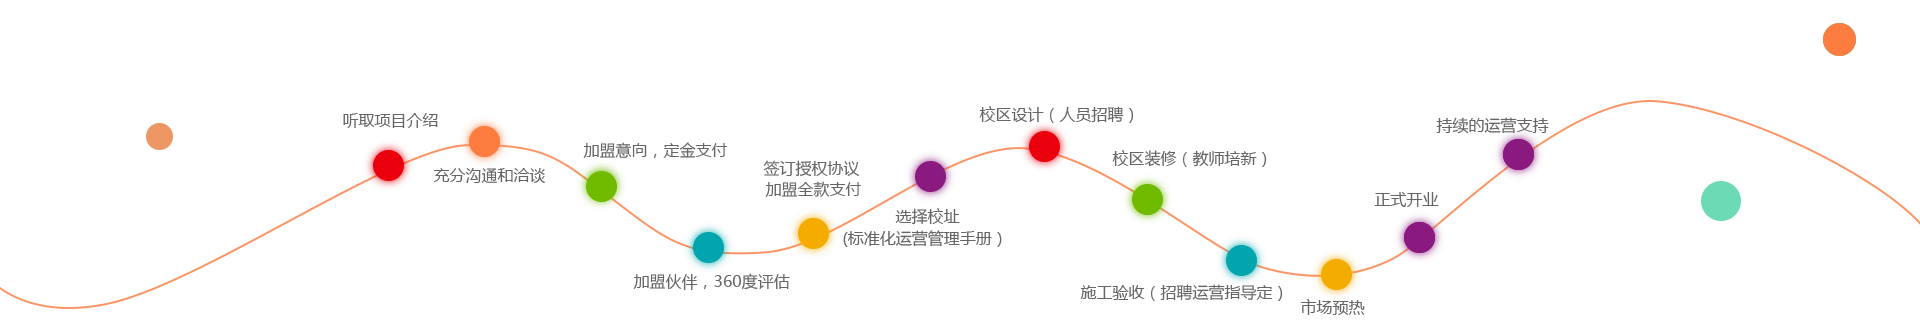 听取项目介绍
充分沟通和洽谈
加盟意向，定金支付
加盟伙伴，360度评估
签订授权协议
加盟全款支付
选择校址
(标准化运营管理手册）
校区设计（人员招聘）
校区装修（教师培新）
施工验收（招聘运营指导定）
市场预热
正式开业
持续的运营支持